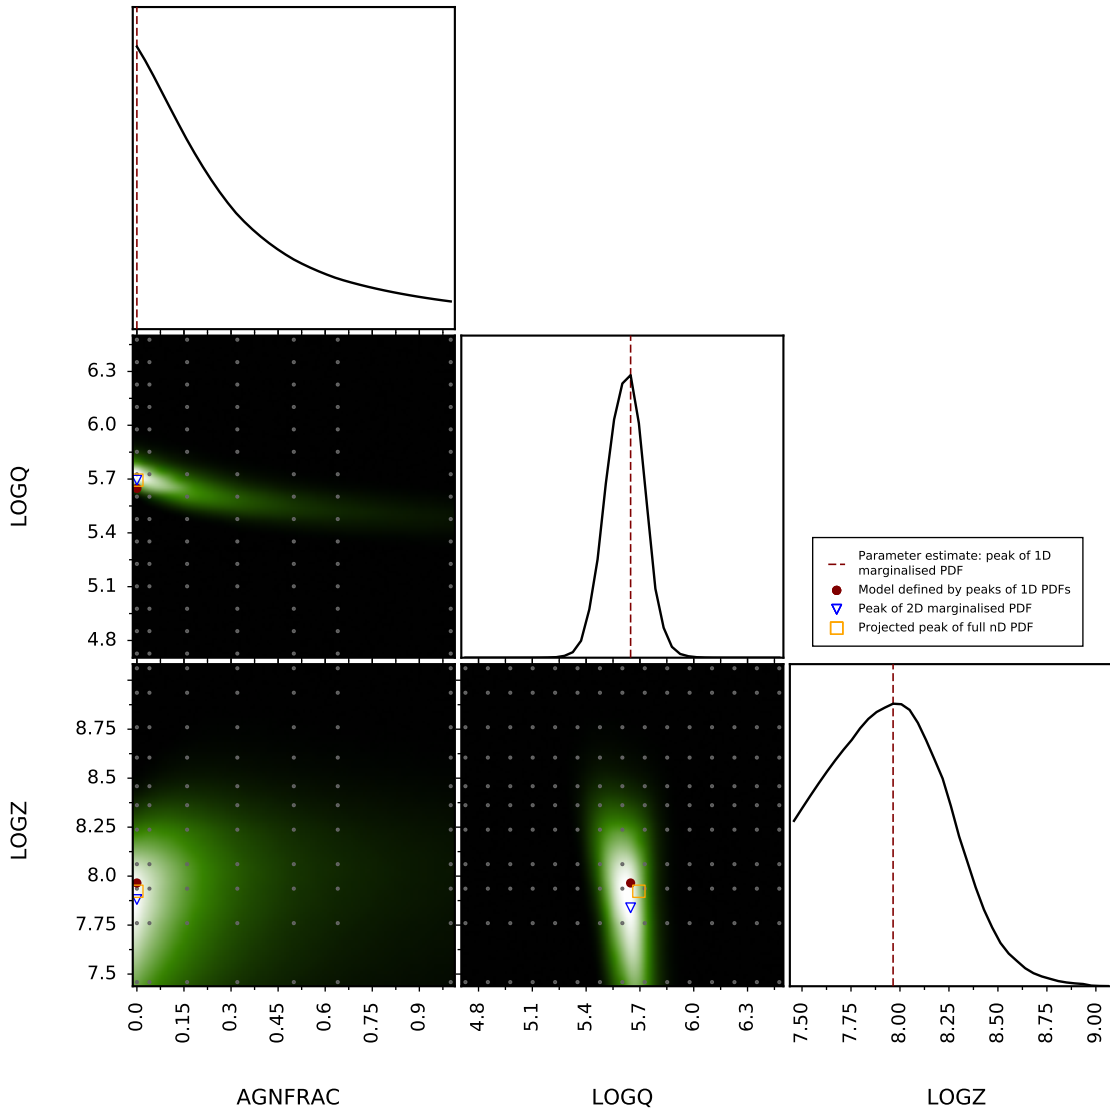 6.3
6.0
5.7
5.4
5.1
4.8
LOGQ
Parameter estimate: peak of 1D
marginalised PDF
Model defined by peaks of 1D PDFs
Peak of 2D marginalised PDF
Projected peak of full nD PDF
8.75
8.5
8.25
8.0
7.75
7.5
LOGZ
0.0 0.15 0.3 0.45 0.6 0.75 0.9
4.8 5.1 5.4 5.7 6.0 6.3
7.50 7.75 8.00 8.25 8.50 8.75 9.00
AGNFRAC LOGQ LOGZ